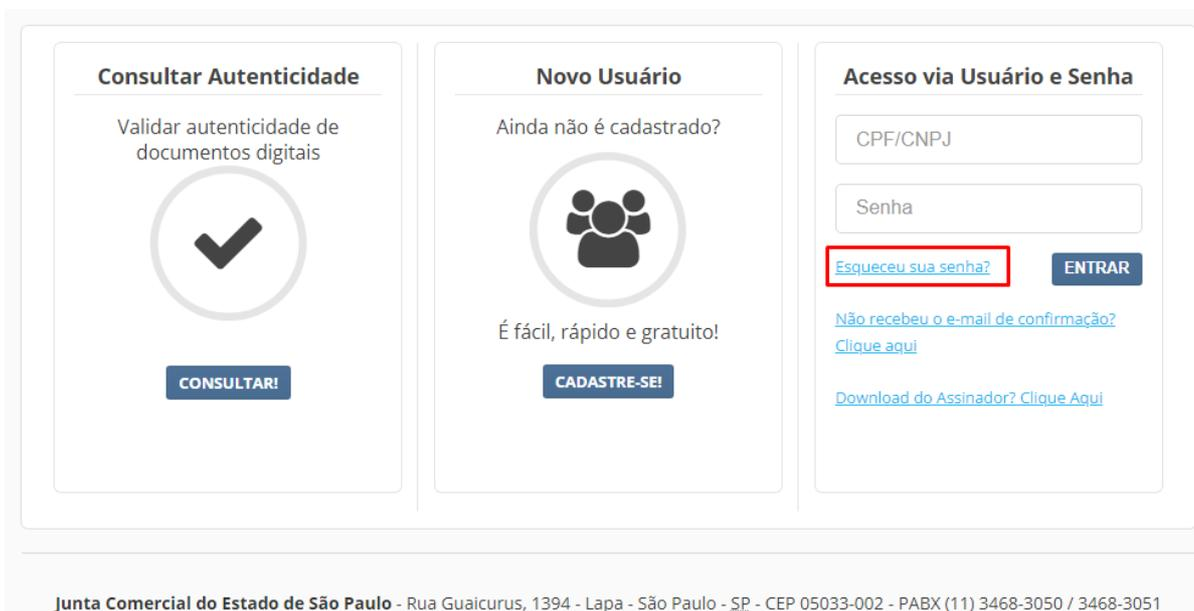 Consultar Autenticidade
Validar autenticidade de
documentos digitais
CONSULTAR!
Novo Usuário
Ainda não é cadastrado?
É fácil, rápido e gratuito!
CADASTRE-SE!
Acesso via Usuário e Senha
CPF/CNPJ
Senha
Esqueceu sua senha?
ENTRAR
Não recebeu o e-mail de confirmação?
Clique aqui
Download do Assinador? Clique Aqui
Junta Comercial do Estado de São Paulo - Rua Guaicurus, 1394 - Lapa - São Paulo - SP - CEP 05033-002 - PABX (11) 3468-3050 / 3468-3051